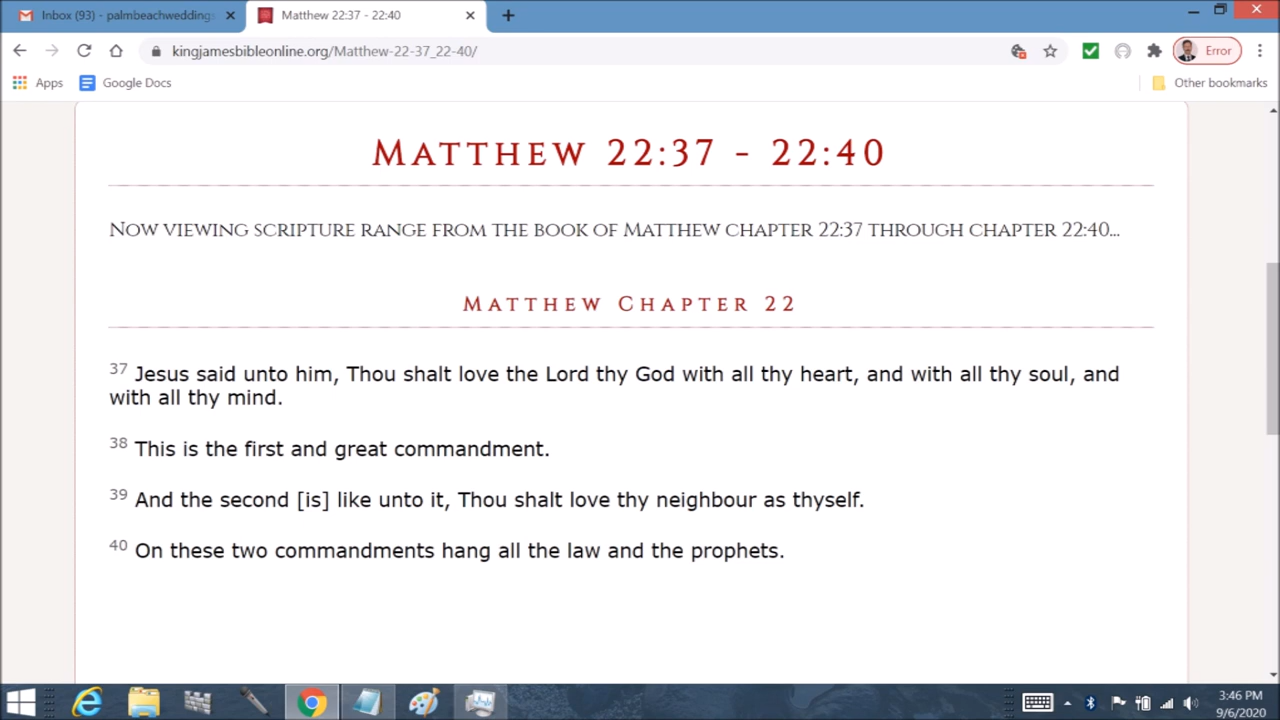 Inbox (93) - palmbeachwedding
Matthew 22:37 - 22:40
kingjamesbibleonline.org/Matthew-22-37_22-40/
Error
Apps
Google Docs
Other bookmarks
MATTHEW 22:37 - 22:40
NOW VIEWING SCRIPTURE RANGE FROM THE BOOK OF MATTHEW CHAPTER 22:37 THROUGH CHAPTER 22:40...
MATTHEW CHAPTER 22
37 Jesus said unto him, Thou shalt love the Lord thy God with all thy heart, and with all thy soul, and
with all thy mind.
38 This is the first and great commandment.
39 And the second [is] like unto it, Thou shalt love thy neighbour as thyself.
40 On these two commandments hang all the law and the prophets.
3:46 PM
9/6/2020